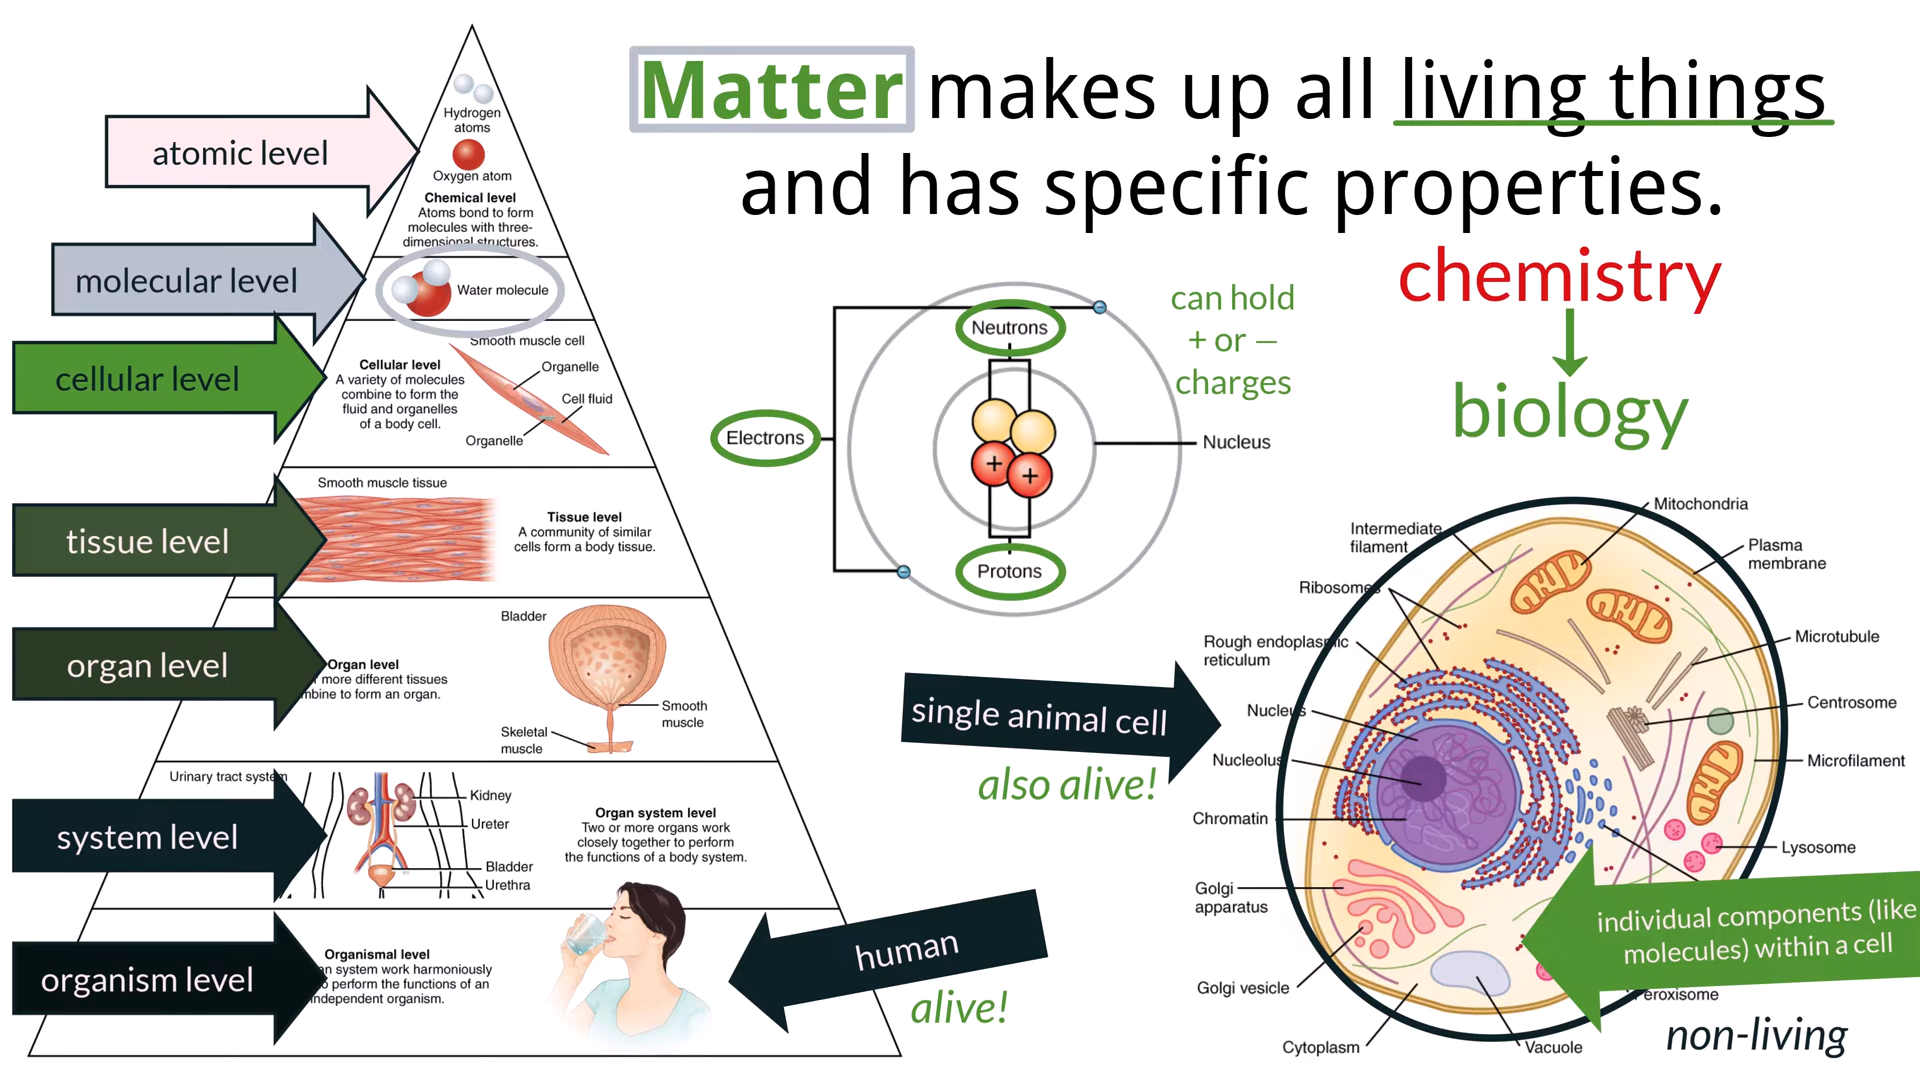 Matter makes up all living things
and has specific properties.
chemistry
biology
atomic level
molecular level
cellular level
tissue level
organ level
system level
organism level
Hydrogen
atoms
Oxygen atom
Chemical level
Atoms bond to form
molecules with three-
dimensional structures.
Water molecule
Smooth muscle cell
Cellular level
A variety of molecules
combine to form the
fluid and organelles
of a body cell.
Organelle
Cell fluid
Organelle
Smooth muscle tissue
Tissue level
A community of similar
cells form a body tissue.
Bladder
Organ level
more different tissues
to form an organ.
Smooth
muscle
Skeletal
muscle
Urinary tract system
Kidney
Ureter
Bladder
Urethra
Organ system level
Two or more organs work
closely together to perform
the functions of a body system.
Organismal level
system work harmoniously
perform the functions of an
independent organism.
human
alive!
Electrons
Neutrons
Protons
Nucleus
+
+
−
−
can hold
+ or −
charges
single animal cell
also alive!
Mitochondria
Intermediate
filament
Plasma
membrane
Ribosomes
Rough endoplasmic
reticulum
Microtubule
Nucleus
Centrosome
Nucleolus
Microfilament
Chromatin
Lysosome
Golgi
apparatus
individual components (like
molecules) within a cell
Golgi vesicle
Peroxisome
non-living
Cytoplasm
Vacuole